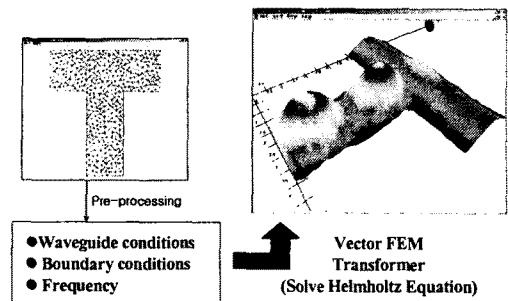 Pre-processing
●Waveguide conditions
●Boundary conditions
●Frequency
Vector FEM
Transformer
(Solve Helmholtz Equation)